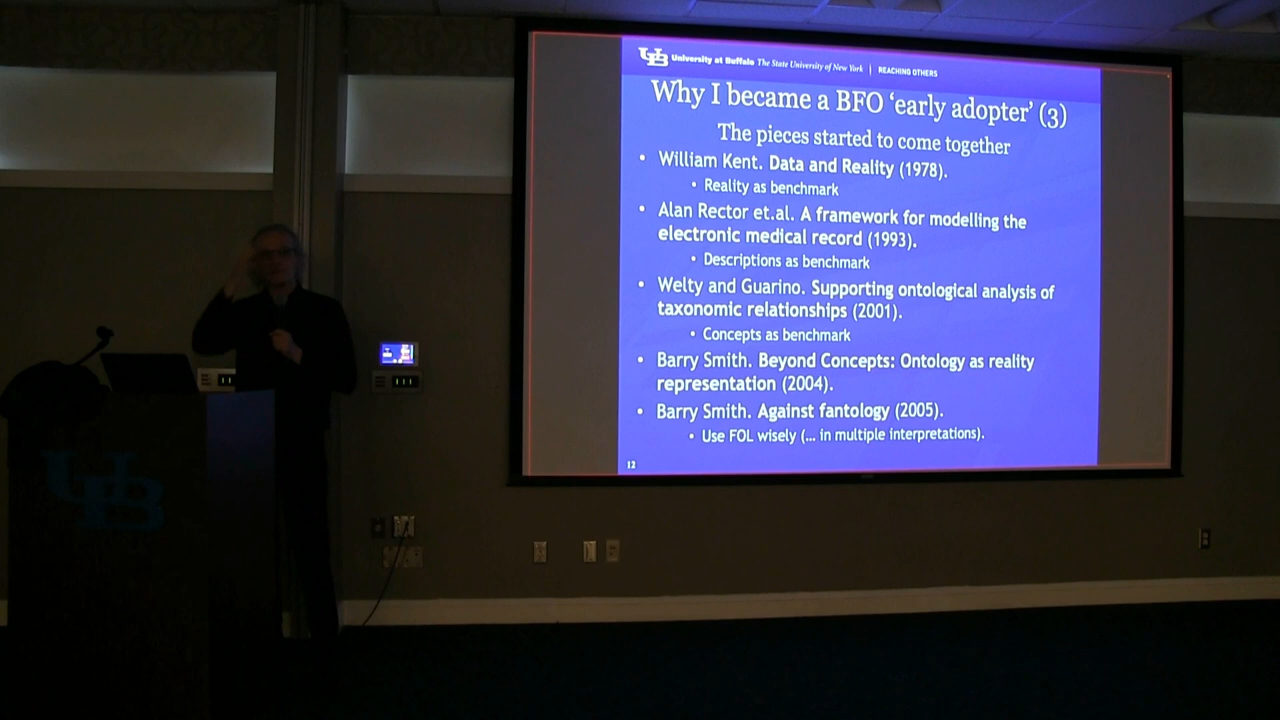 UB University at Buffalo The State University of New York | REACHING OTHERS
Why I became a BFO ‘early adopter’ (3)
The pieces started to come together
• William Kent. Data and Reality (1978).
• Reality as benchmark
• Alan Rector et.al. A framework for modelling the
electronic medical record (1993).
• Descriptions as benchmark
• Welty and Guarino. Supporting ontological analysis of
taxonomic relationships (2001).
• Concepts as benchmark
• Barry Smith. Beyond Concepts: Ontology as reality
representation (2004).
• Barry Smith. Against fantology (2005).
• Use FOL wisely (... in multiple interpretations).
12
UB